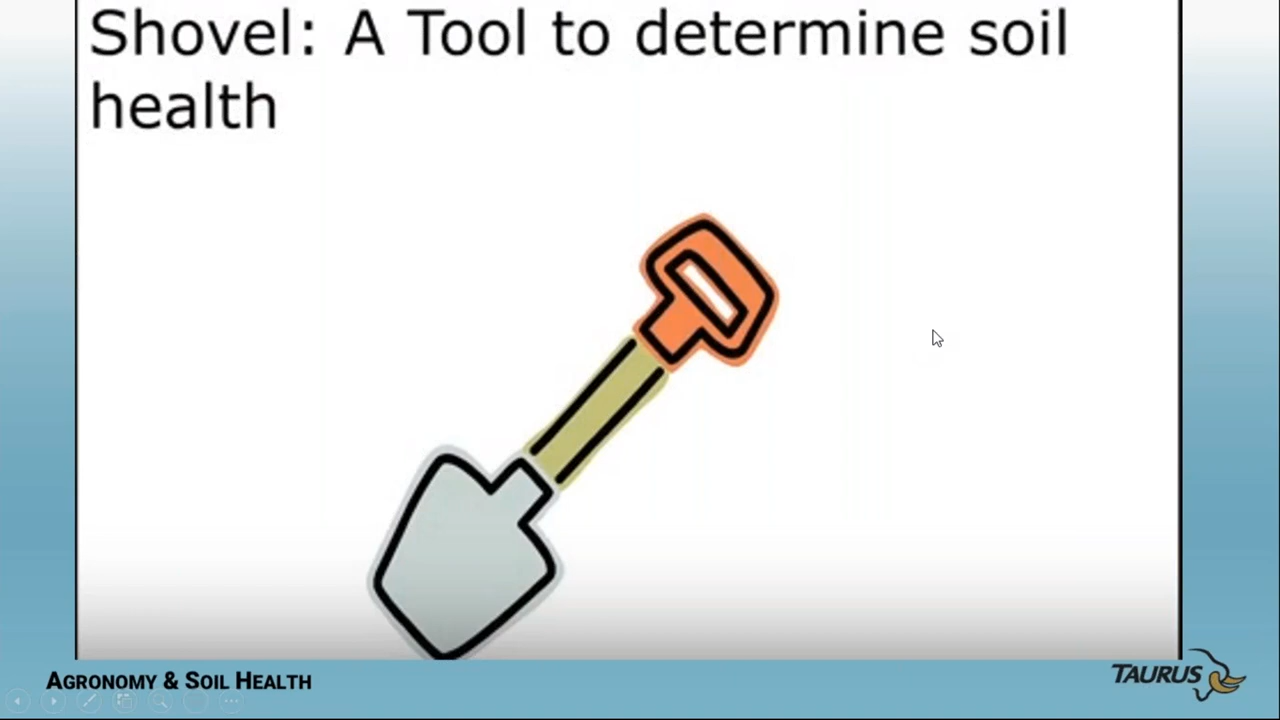 Shovel: A Tool to determine soil
health
AGRONOMY & SOIL HEALTH
TAURUS